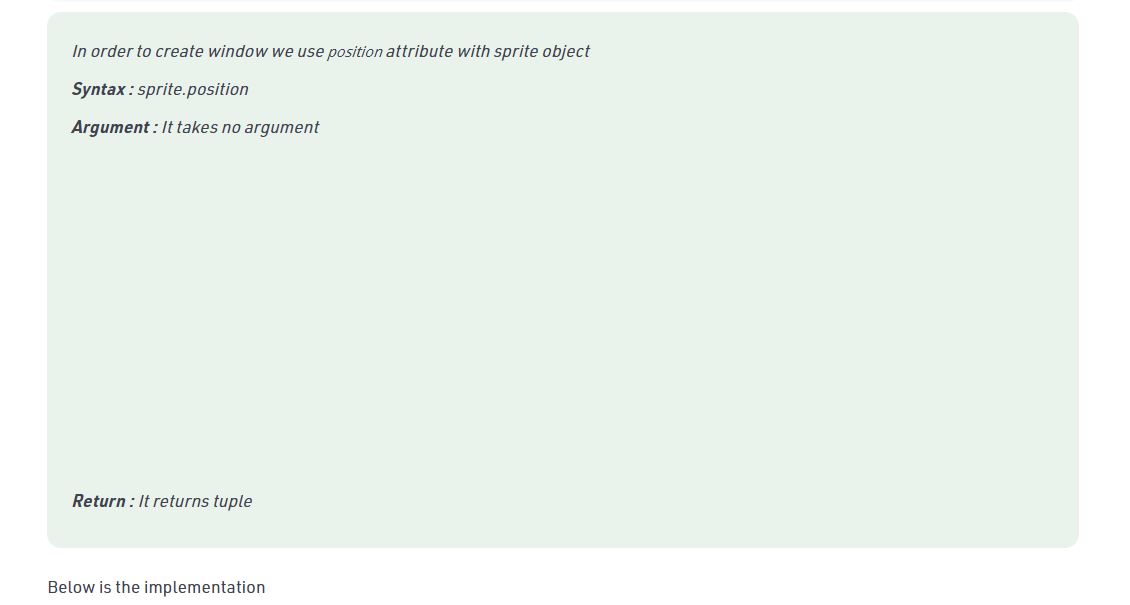 In order to create window we use position attribute with sprite object
Syntax : sprite.position
Argument : It takes no argument
Return : It returns tuple
Below is the implementation